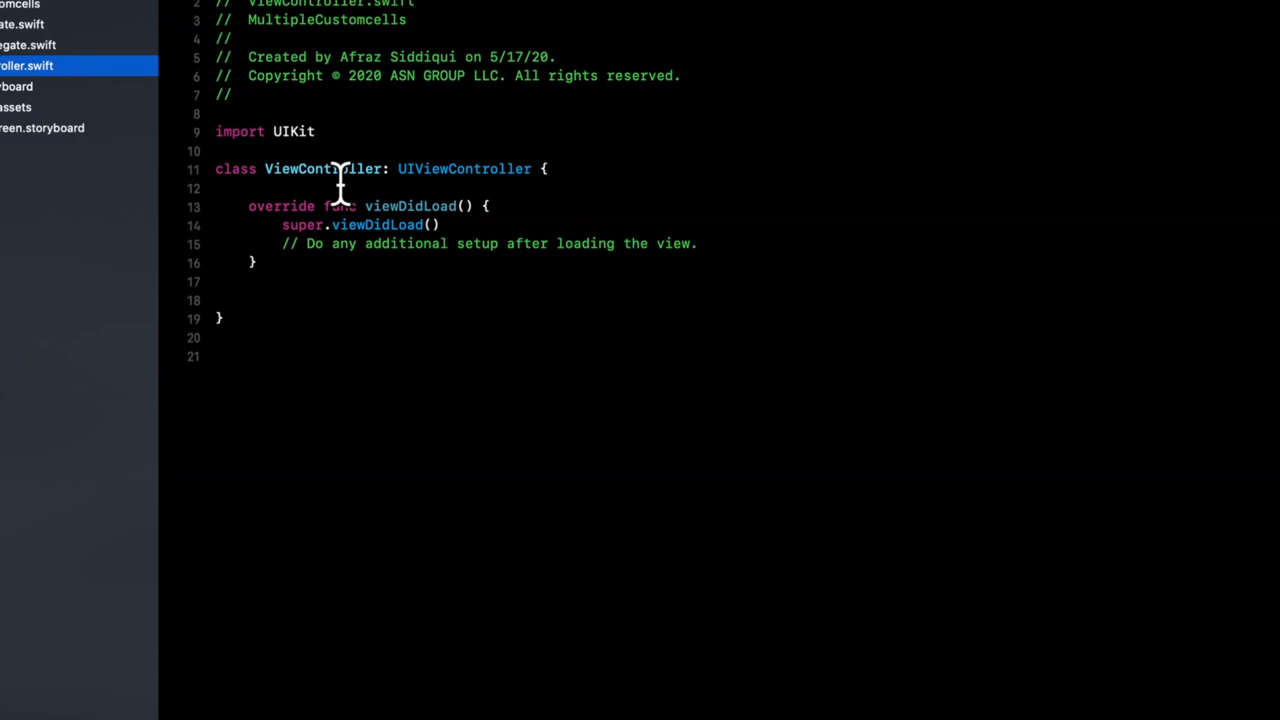 omcells
ate.swift
egate.swift
oller.swift
board
assets
reen.storyboard
2 // ViewController.swift
3 // MultipleCustomcells
4 //
5 // Created by Afraz Siddiqui on 5/17/20.
6 // Copyright © 2020 ASN GROUP LLC. All rights reserved.
7 //
8
9 import UIKit
10
11 class ViewController: UIViewController {
12
13     override func viewDidLoad() {
14         super.viewDidLoad()
15         // Do any additional setup after loading the view.
16     }
17
18
19 }
20
21